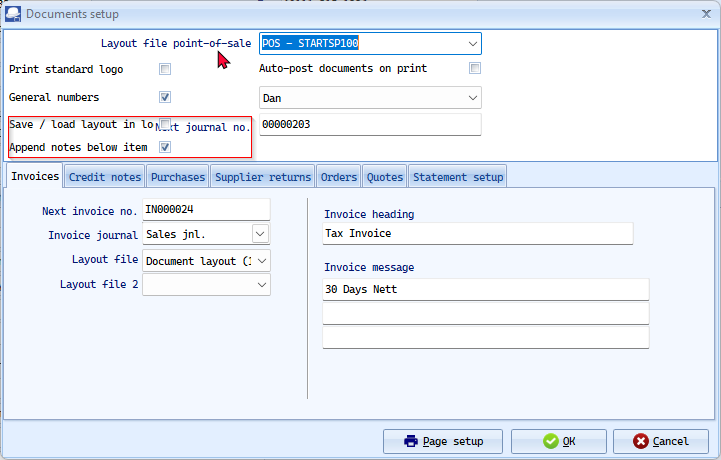 Documents setup
Layout file point-of-sale POS - STARTSP100
Print standard logo Auto-post documents on print
General numbers Dan
Save / load layout in lo Next journal no. 00000203
Append notes below item
Invoices Credit notes Purchases Supplier returns Orders Quotes Statement setup
Next invoice no. IN000024
Invoice journal Sales jnl.
Layout file Document layout (1
Layout file 2
Invoice heading
Tax Invoice
Invoice message
30 Days Nett
Page setup OK Cancel